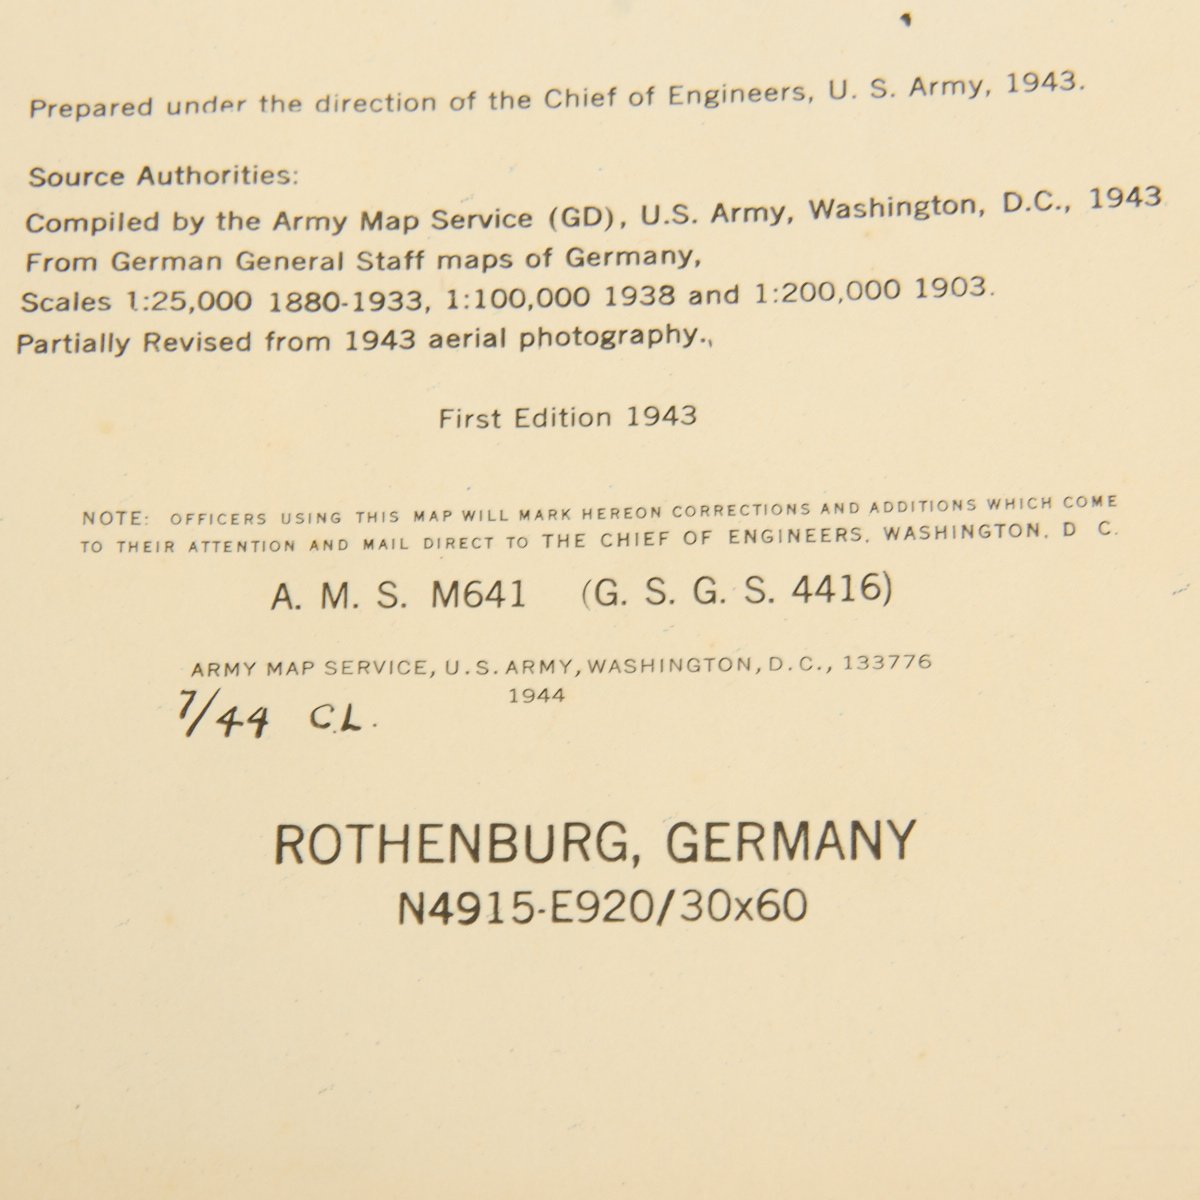 Prepared under the direction of the Chief of Engineers, U. S. Army, 1943.
Source Authorities:
Compiled by the Army Map Service (GD), U.S. Army, Washington, D.C., 1943
From German General Staff maps of Germany,
Scales 1:25,000 1880-1933, 1:100,000 1938 and 1:200,000 1903.
Partially Revised from 1943 aerial photography.,
First Edition 1943
NOTE: OFFICERS USING THIS MAP WILL MARK HEREON CORRECTIONS AND ADDITIONS WHICH COME
TO THEIR ATTENTION AND MAIL DIRECT TO THE CHIEF OF ENGINEERS, WASHINGTON, D C.
A. M. S. M641 (G. S. G. S. 4416)
ARMY MAP SERVICE, U.S. ARMY, WASHINGTON, D.C., 133776
1944
7/44 C.L.
ROTHENBURG, GERMANY
N4915-E920/30x60